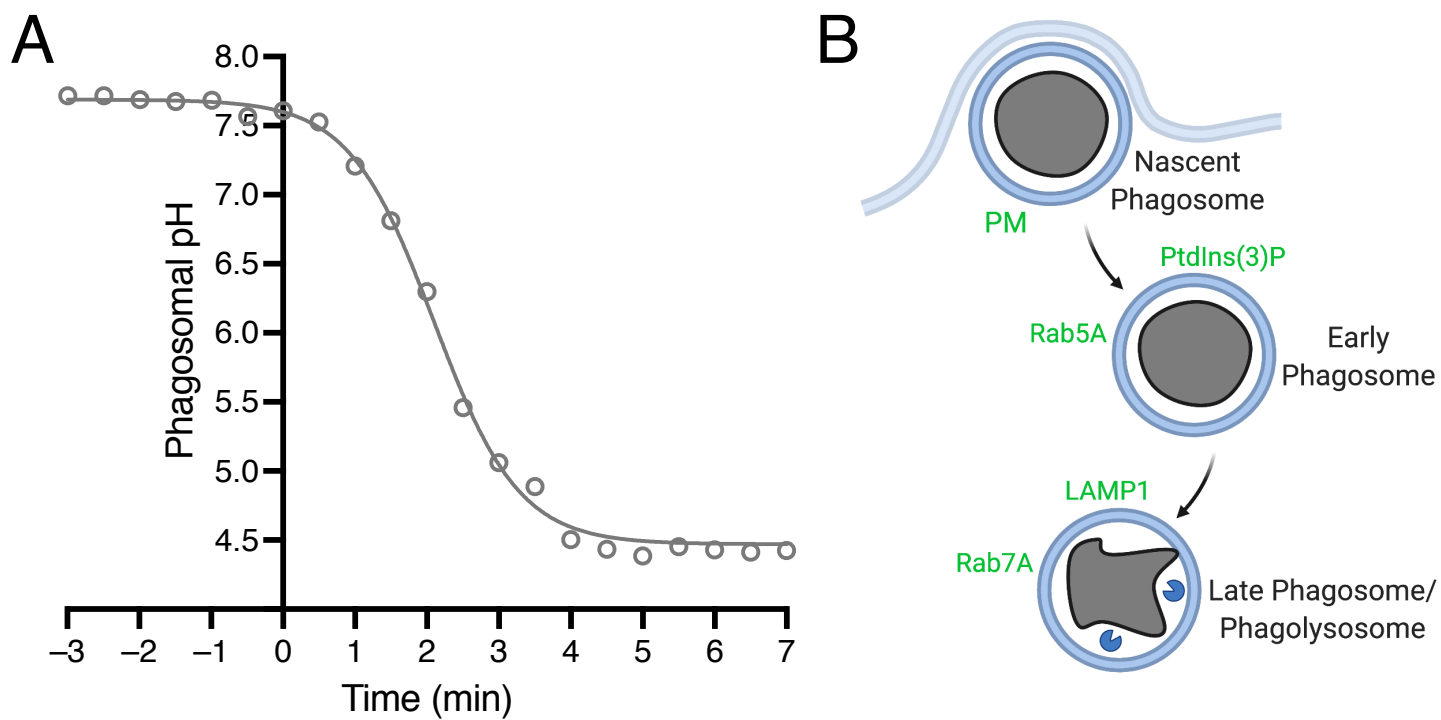 A
8.0
7.5
7.0
6.5
6.0
5.5
5.0
4.5
Phagosomal pH
–3 –2 –1 0 1 2 3 4 5 6 7
Time (min)
B
Nascent
Phagosome
PM
PtdIns(3)P
Rab5A
Early
Phagosome
LAMP1
Rab7A
Late Phagosome/
Phagolysosome